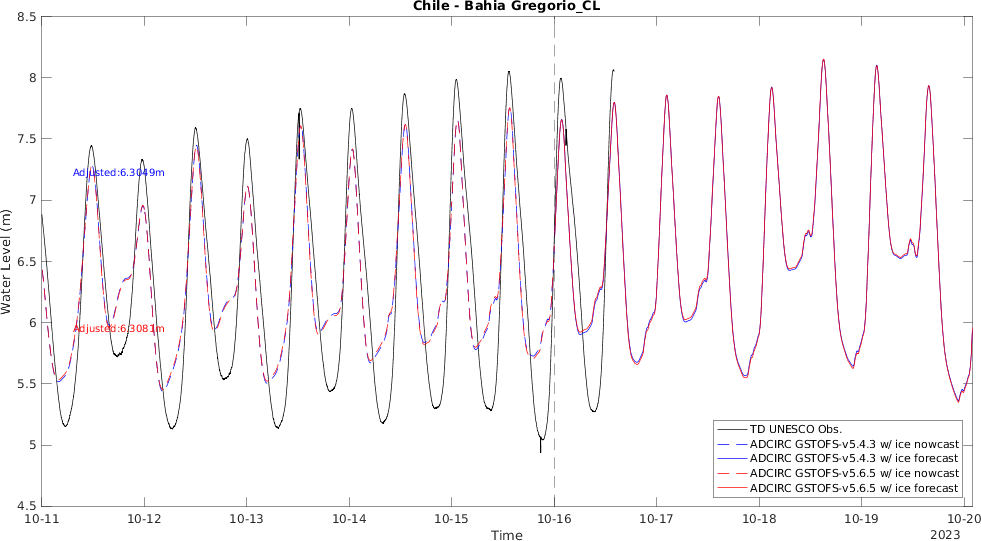 Chile - Bahia Gregorio_CL
8.5
8
7.5
7
6.5
6
5.5
5
4.5
Water Level (m)
Adjusted:6.3049m
Adjusted:6.3081m
TD UNESCO Obs.
ADCIRC GSTOFS-v5.4.3 w/ ice nowcast
ADCIRC GSTOFS-v5.4.3 w/ ice forecast
ADCIRC GSTOFS-v5.6.5 w/ ice nowcast
ADCIRC GSTOFS-v5.6.5 w/ ice forecast
10-11 10-12 10-13 10-14 10-15 10-16 10-17 10-18 10-19 10-20
Time
2023